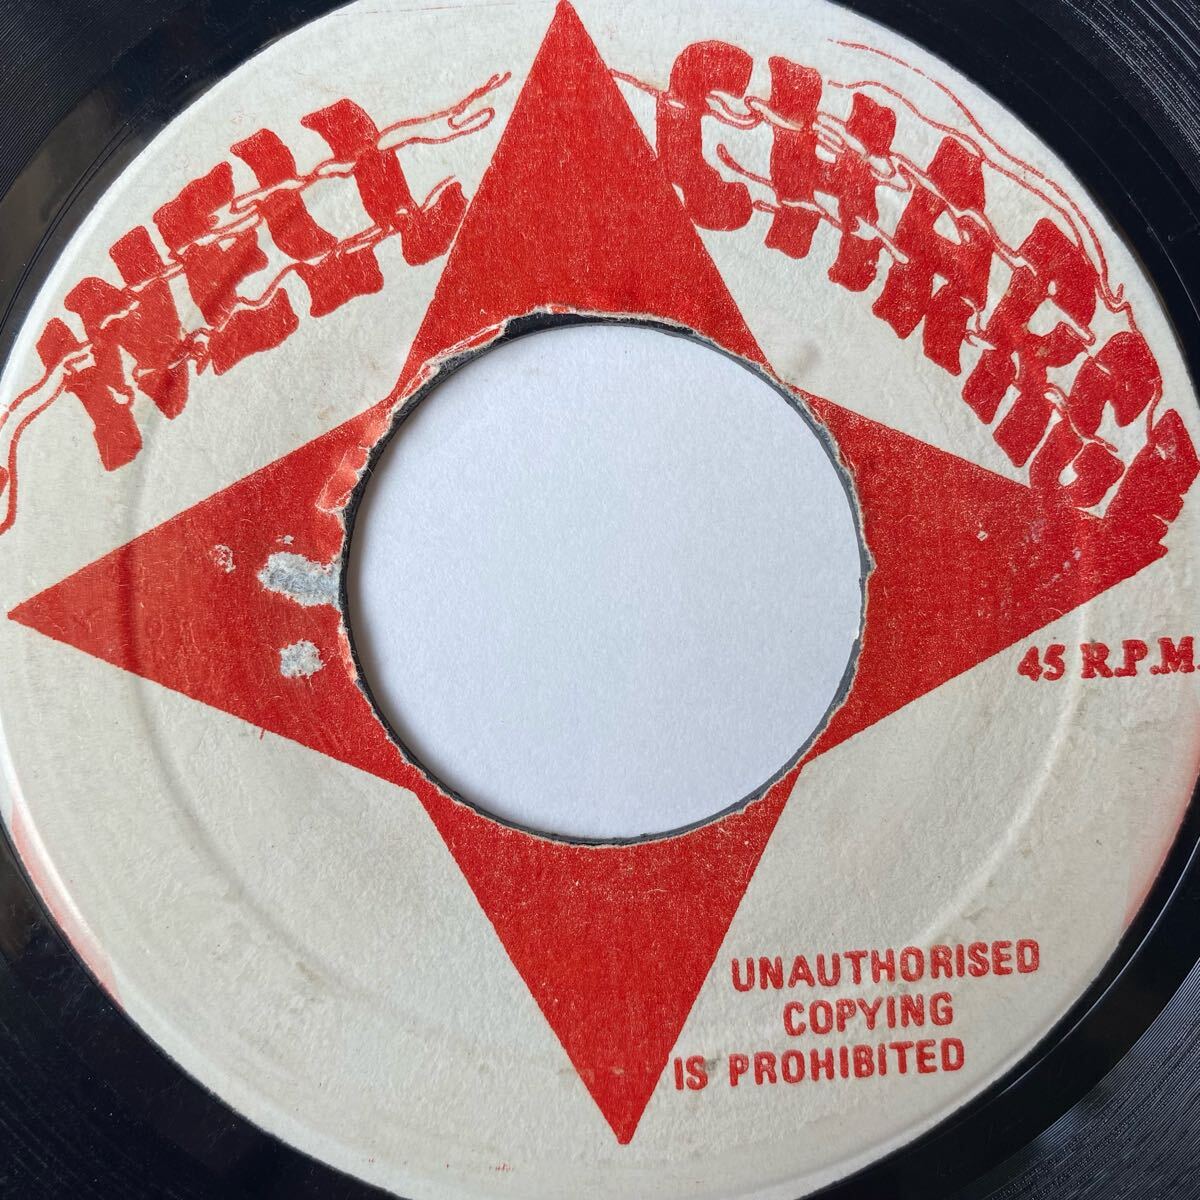 WELL CHARGE
45 R.P.M.
UNAUTHORISED
COPYING
IS PROHIBITED